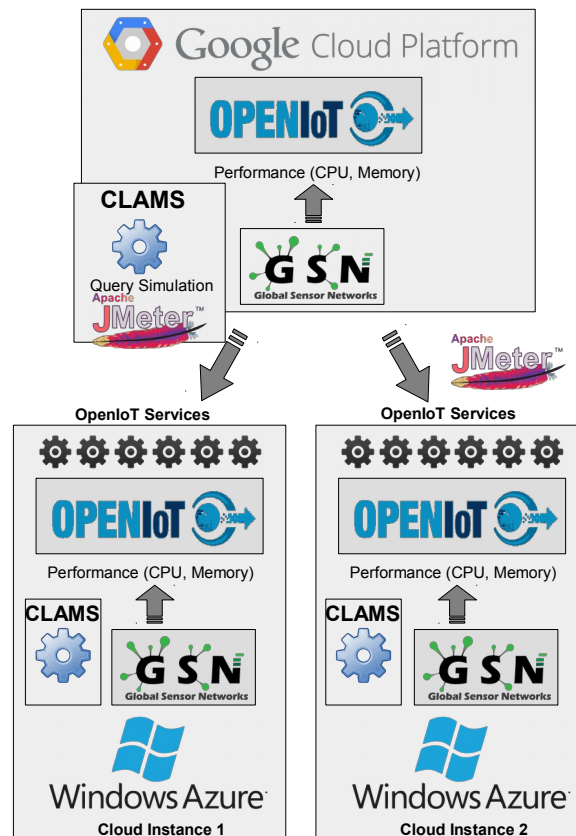 Google Cloud Platform
OPENIoT
Performance (CPU, Memory)
CLAMS
Query Simulation
Apache
JMeter™
GSN
Global Sensor Networks
Apache
JMeter™
OpenIoT Services
OPENIoT
Performance (CPU, Memory)
CLAMS
GSN
Global Sensor Networks
Windows Azure
Cloud Instance 1
OpenIoT Services
OPENIoT
Performance (CPU, Memory)
CLAMS
GSN
Global Sensor Networks
Windows Azure
Cloud Instance 2